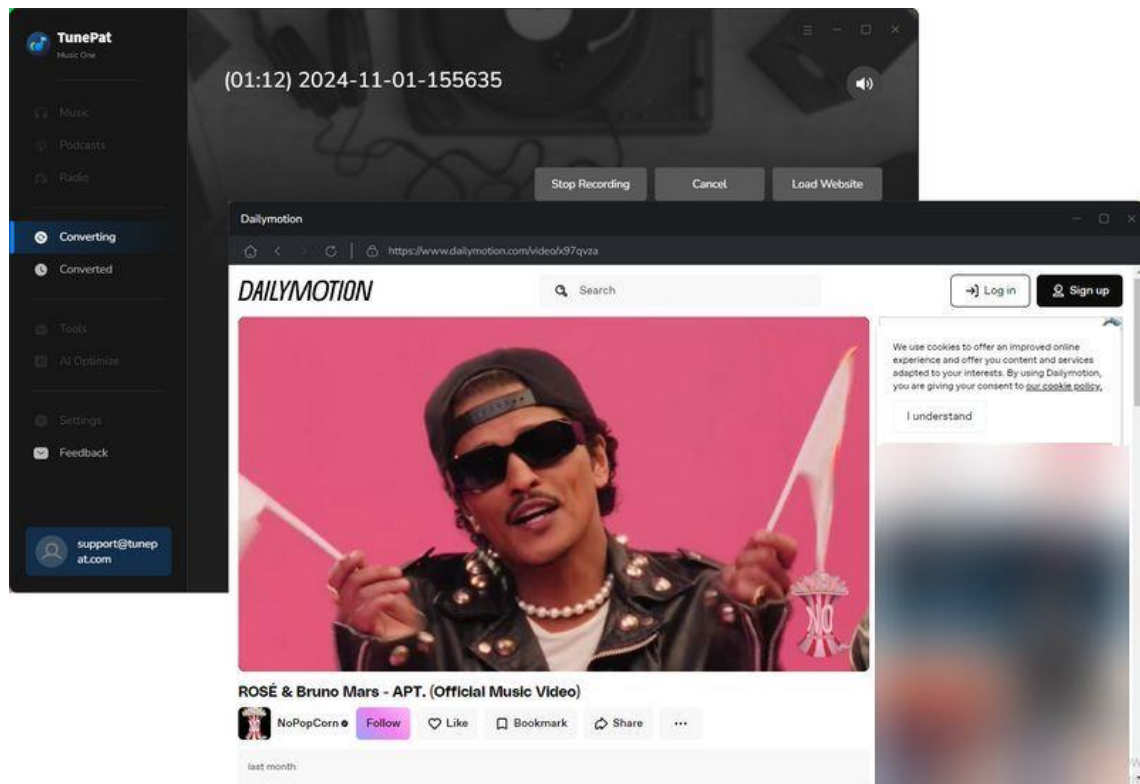 TunePat
Music One
Music
Podcasts
Radio
Converting
Converted
Tools
AI Optimize
Settings
Feedback
support@tunep
at.com
(01:12) 2024-11-01-155635
Stop Recording
Cancel
Load Website
Dailymotion
https://www.dailymotion.com/video/x97qvza
DAILYMOTION
Search
Log in
Sign up
We use cookies to offer an improved online
experience and offer you content and services
adapted to your interests. By using Dailymotion,
you are giving your consent to our cookie policy.
I understand
NO
ROSÉ & Bruno Mars - APT. (Official Music Video)
NoPopCorn
Follow
Like
Bookmark
Share
last month